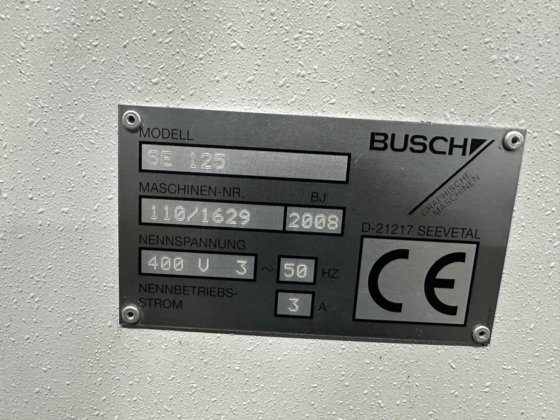 MODELL
SE 125
MASCHINEN-NR. BJ
110/1629 2008
NENNSPANNUNG
400 V 3 ~ 50 HZ
NENNBETRIEBS-
STROM 3 A
BUSCH
GRAPHISCHE
MASCHINEN
D-21217 SEEVETAL
CE